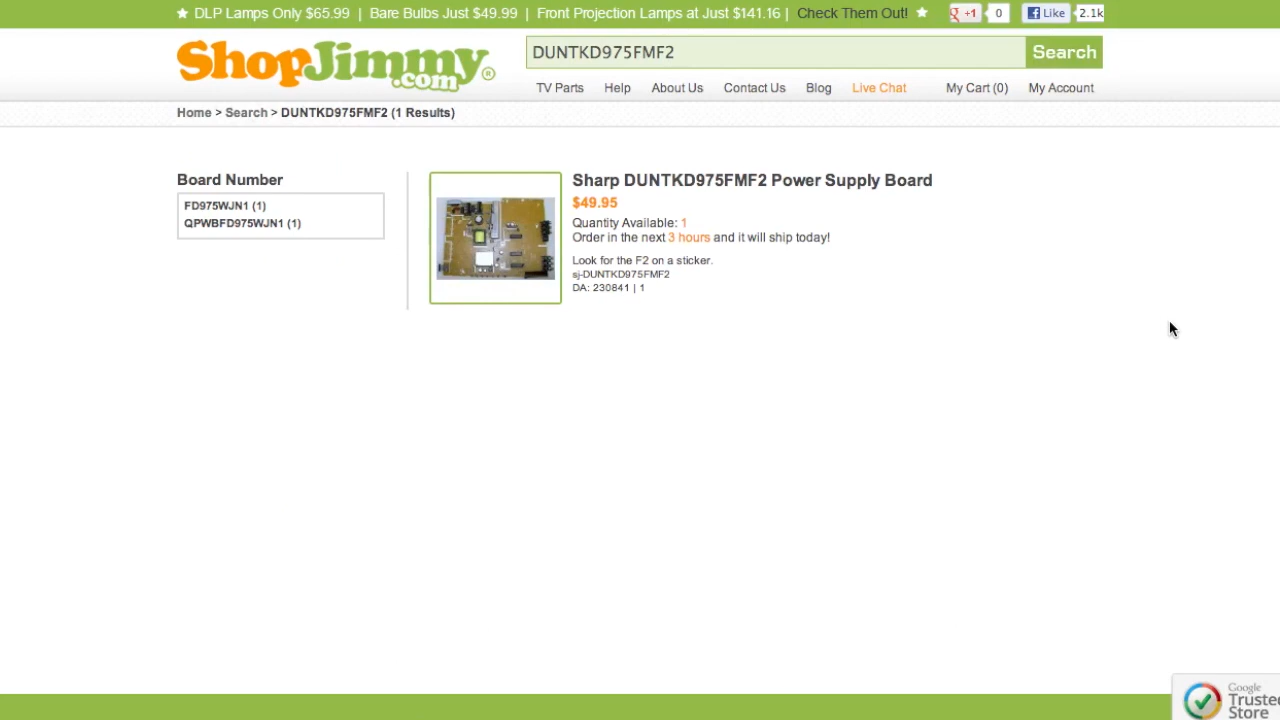 ★ DLP Lamps Only $65.99 | Bare Bulbs Just $49.99 | Front Projection Lamps at Just $141.16 | Check Them Out! ★ +1 0 Like 2.1k
ShopJimmy.com®
DUNTKD975FMF2 Search
TV Parts Help About Us Contact Us Blog Live Chat My Cart (0) My Account
Home > Search > DUNTKD975FMF2 (1 Results)
Board Number
FD975WJN1 (1)
QPWBFD975WJN1 (1)
Sharp DUNTKD975FMF2 Power Supply Board
$49.95
Quantity Available: 1
Order in the next 3 hours and it will ship today!
Look for the F2 on a sticker.
sj-DUNTKD975FMF2
DA: 230841 | 1
Google
Truste
Store